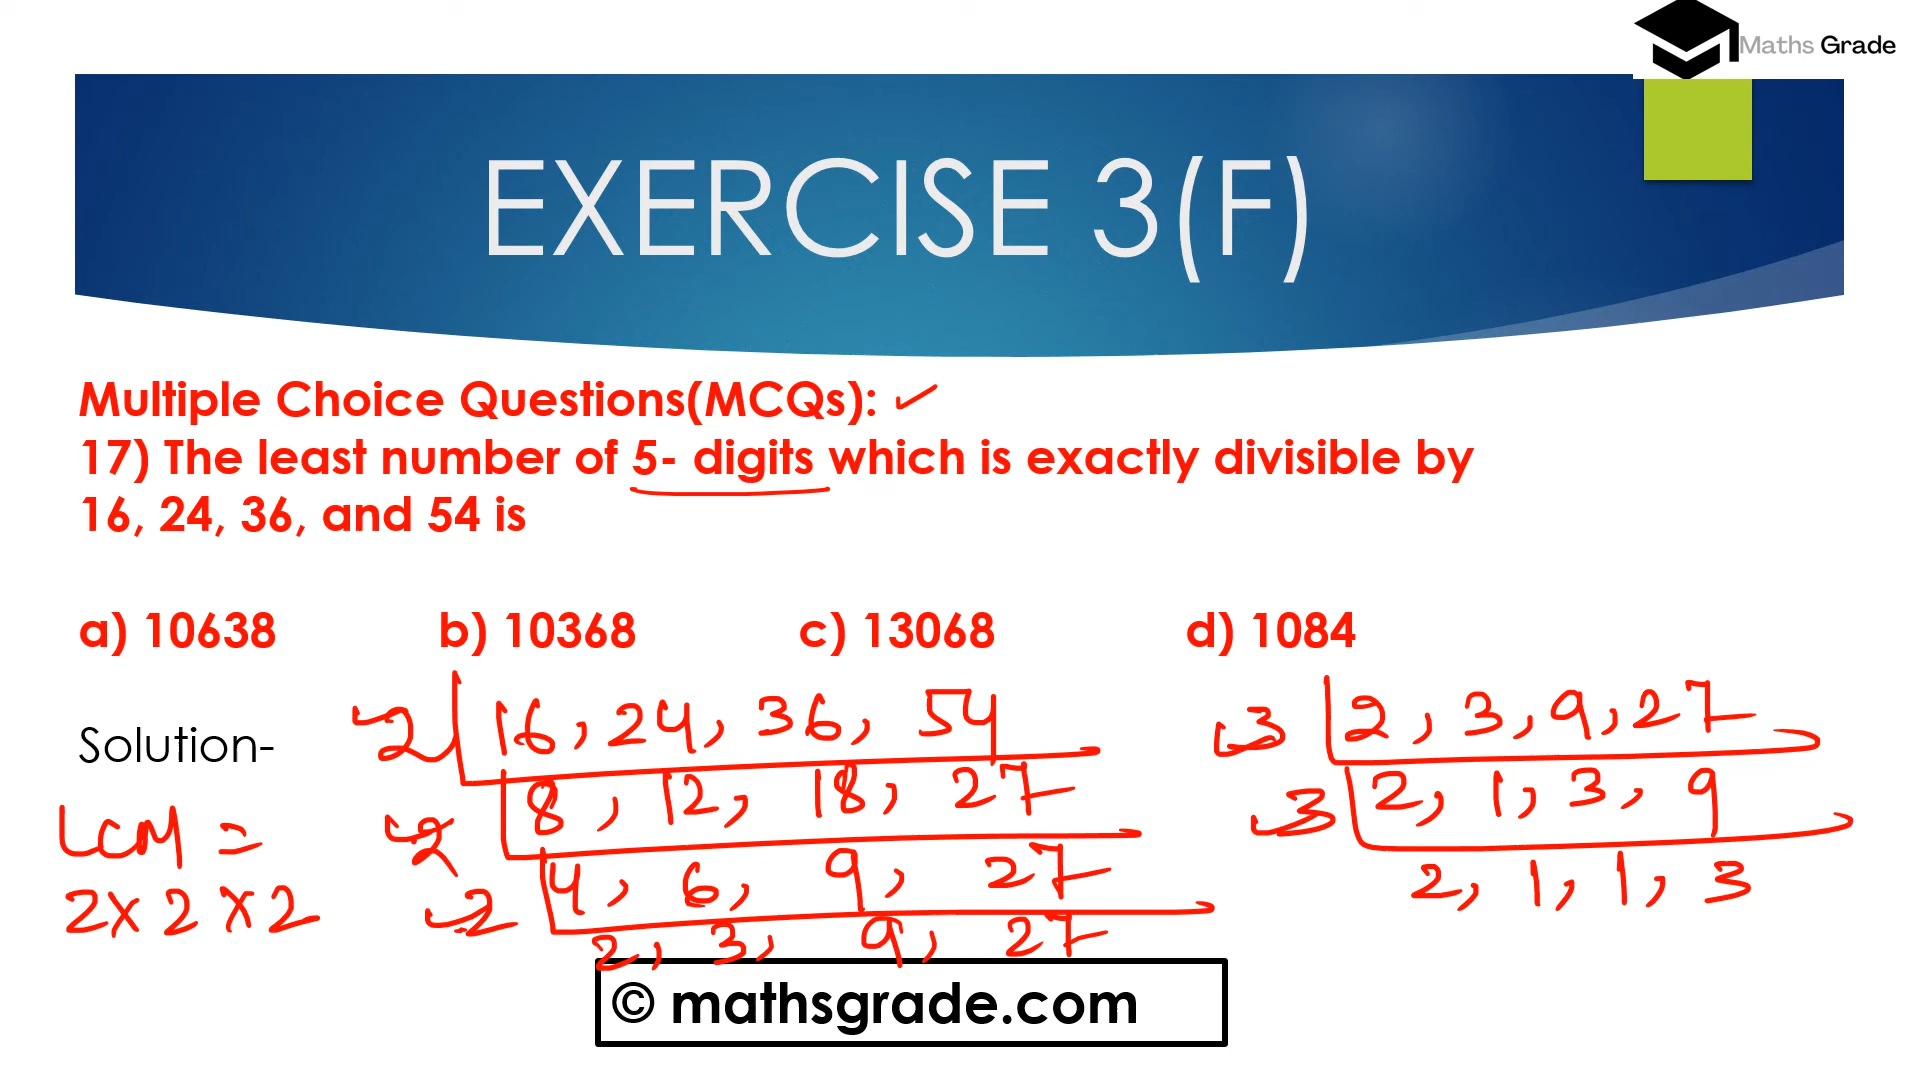 Maths Grade
EXERCISE 3(F)
Multiple Choice Questions(MCQs):
17) The least number of 5- digits which is exactly divisible by
16, 24, 36, and 54 is
a) 10638 b) 10368 c) 13068 d) 1084
Solution-
2 16, 24, 36, 54
2 8, 12, 18, 27
2 4, 6, 9, 27
2, 3, 9, 27
3 2, 3, 9, 27
3 2, 1, 3, 9
2, 1, 1, 3
LCM =
2×2×2
© mathsgrade.com